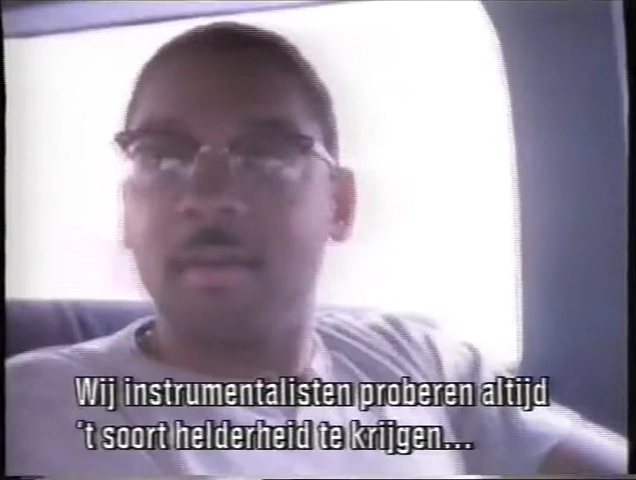 Wij instrumentalisten proberen altijd
't soort helderheid te krijgen...